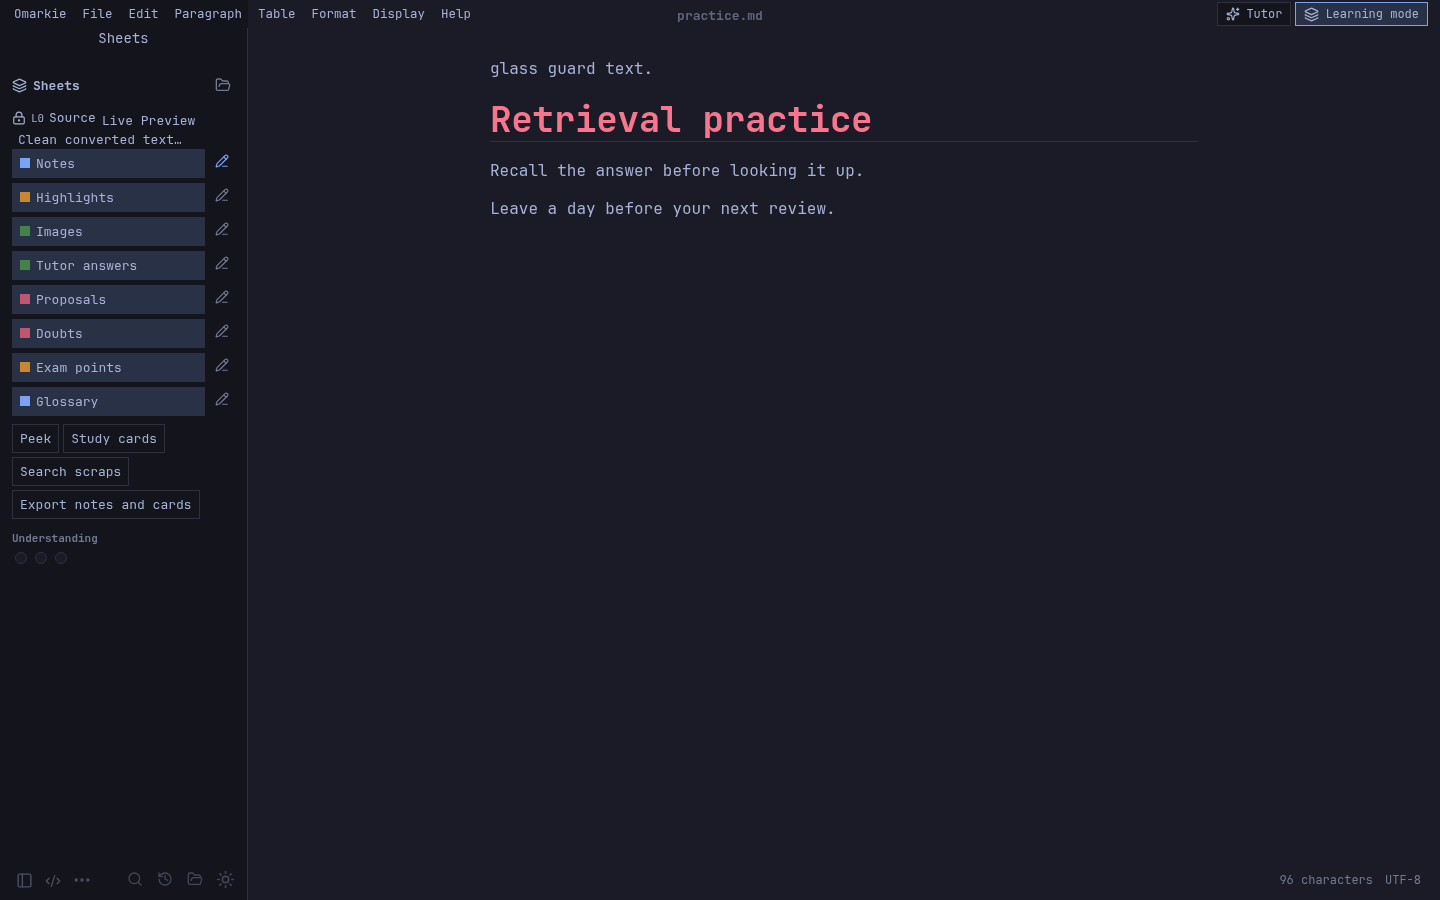 Omarkie File Edit Paragraph Table Format Display Help practice.md Tutor Learning mode
Sheets
Sheets
L0 Source Live Preview
Clean converted text…
Notes
Highlights
Images
Tutor answers
Proposals
Doubts
Exam points
Glossary
Peek Study cards
Search scraps
Export notes and cards
Understanding
glass guard text.
Retrieval practice
Recall the answer before looking it up.
Leave a day before your next review.
96 characters UTF-8